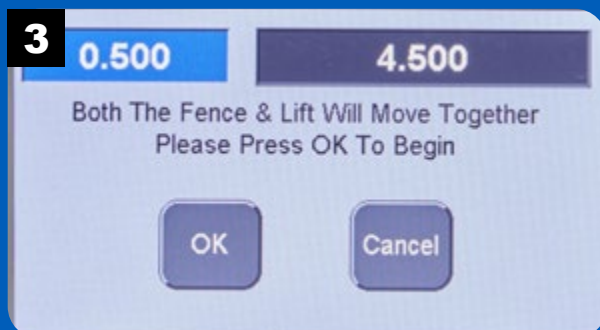 3
0.500 4.500
Both The Fence & Lift Will Move Together
Please Press OK To Begin
OK Cancel